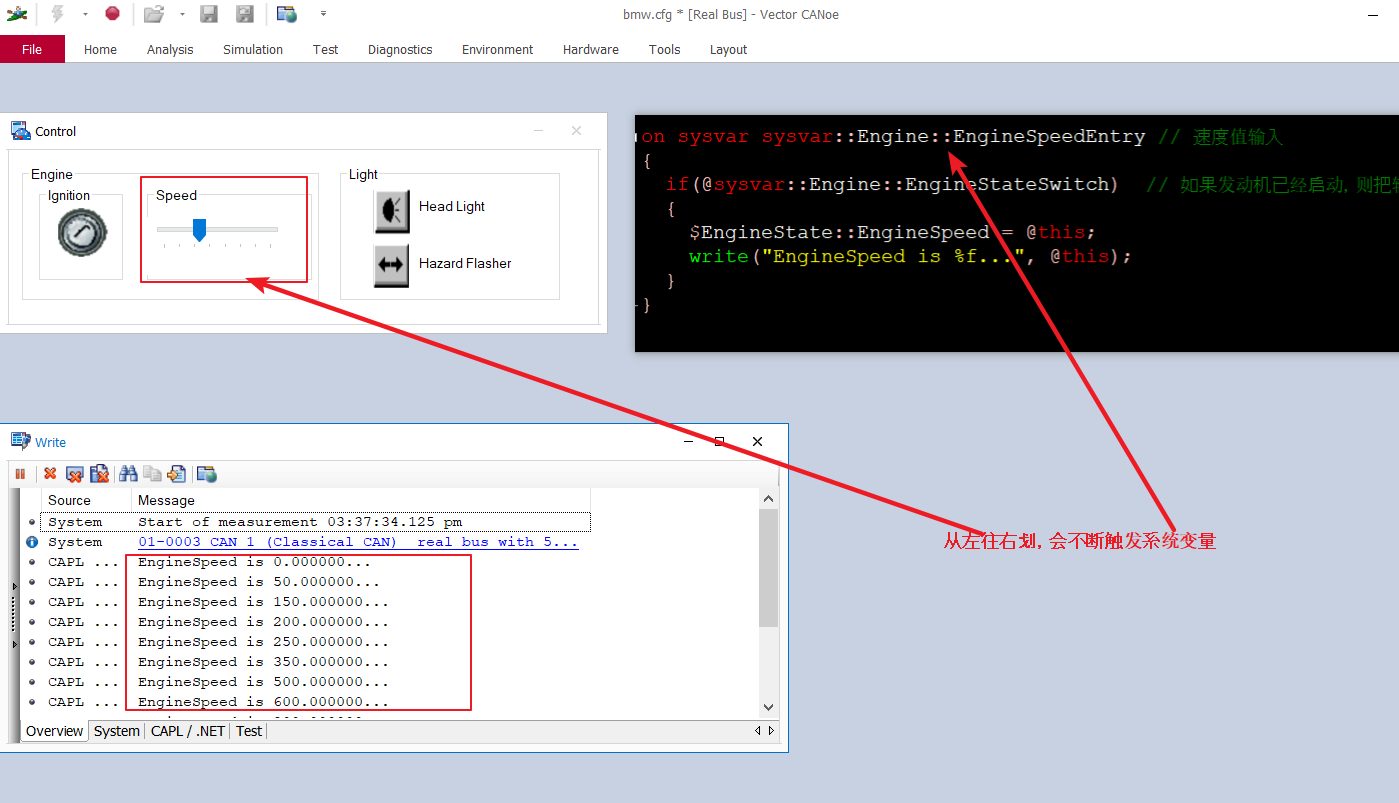 bmw.cfg * [Real Bus] - Vector CANoe
File Home Analysis Simulation Test Diagnostics Environment Hardware Tools Layout
Control
Engine
Ignition
Speed
Light
Head Light
Hazard Flasher
on sysvar sysvar::Engine::EngineSpeedEntry // 速度值输入
{
if(@sysvar::Engine::EngineStateSwitch) // 如果发动机已经启动, 则把
{
$EngineState::EngineSpeed = @this;
write("EngineSpeed is %f...", @this);
}
}
从左往右划, 会不断触发系统变量
Write
Source Message
System Start of measurement 03:37:34.125 pm
System 01-0003 CAN 1 (Classical CAN) real bus with 5...
CAPL ... EngineSpeed is 0.000000...
CAPL ... EngineSpeed is 50.000000...
CAPL ... EngineSpeed is 150.000000...
CAPL ... EngineSpeed is 200.000000...
CAPL ... EngineSpeed is 250.000000...
CAPL ... EngineSpeed is 350.000000...
CAPL ... EngineSpeed is 500.000000...
CAPL ... EngineSpeed is 600.000000...
Overview System CAPL / .NET Test